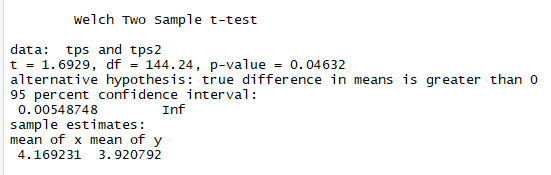 Welch Two Sample t-test
data:  tps and tps2
t = 1.6929, df = 144.24, p-value = 0.04632
alternative hypothesis: true difference in means is greater than 0
95 percent confidence interval:
 0.00548748        Inf
sample estimates:
mean of x mean of y
 4.169231  3.920792